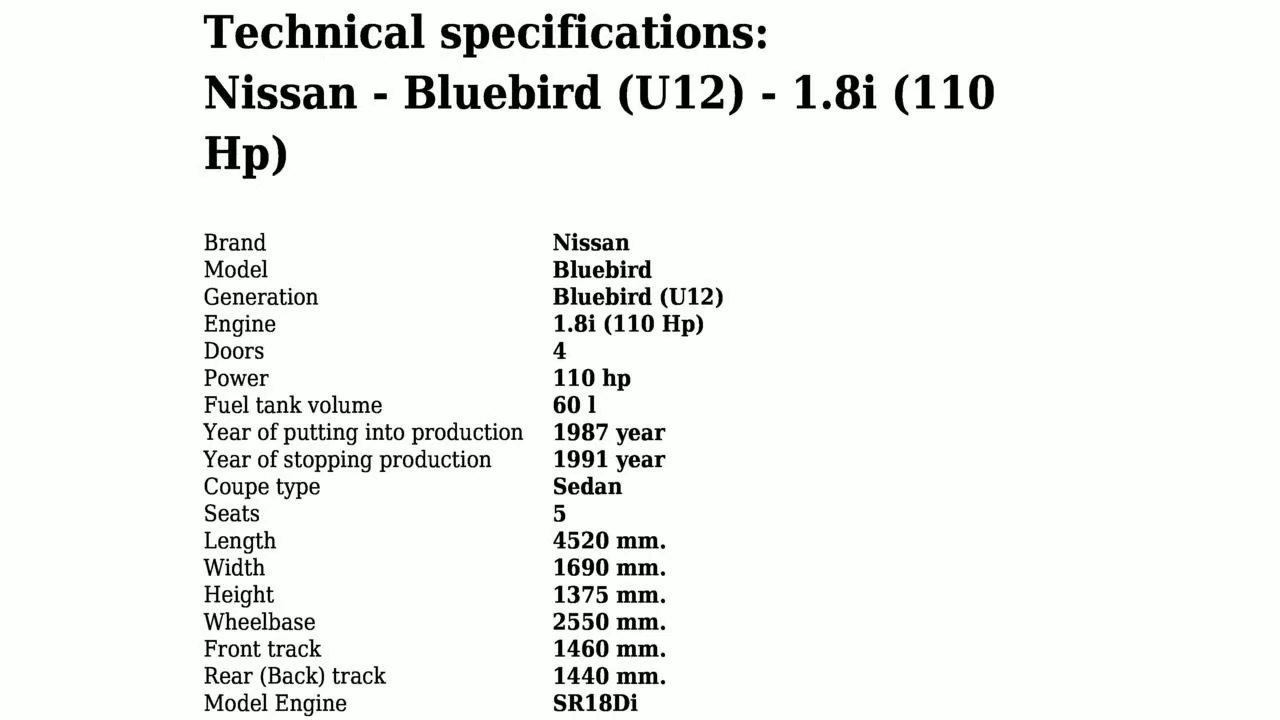 Technical specifications:
Nissan - Bluebird (U12) - 1.8i (110
Hp)
Brand Nissan
Model Bluebird
Generation Bluebird (U12)
Engine 1.8i (110 Hp)
Doors 4
Power 110 hp
Fuel tank volume 60 l
Year of putting into production 1987 year
Year of stopping production 1991 year
Coupe type Sedan
Seats 5
Length 4520 mm.
Width 1690 mm.
Height 1375 mm.
Wheelbase 2550 mm.
Front track 1460 mm.
Rear (Back) track 1440 mm.
Model Engine SR18Di